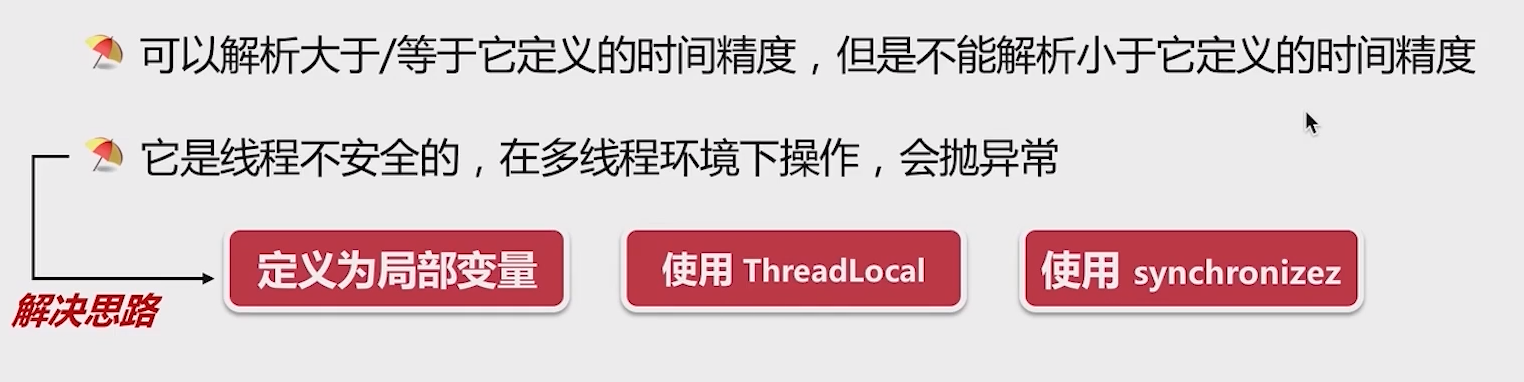 可以解析大于/等于它定义的时间精度，但是不能解析小于它定义的时间精度
它是线程不安全的，在多线程环境下操作，会抛异常
定义为局部变量 使用 ThreadLocal 使用 synchronizez
解决思路